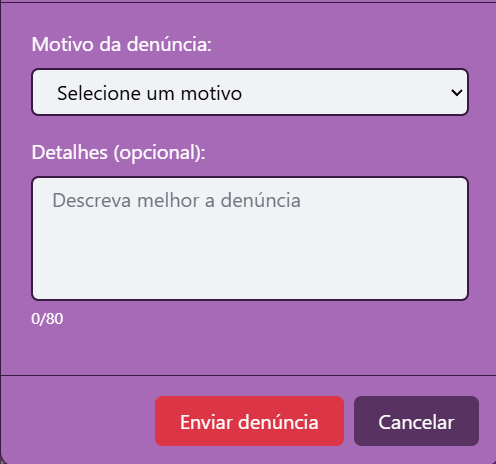 Motivo da denúncia:
Selecione um motivo
Detalhes (opcional):
Descreva melhor a denúncia
0/80
Enviar denúncia
Cancelar